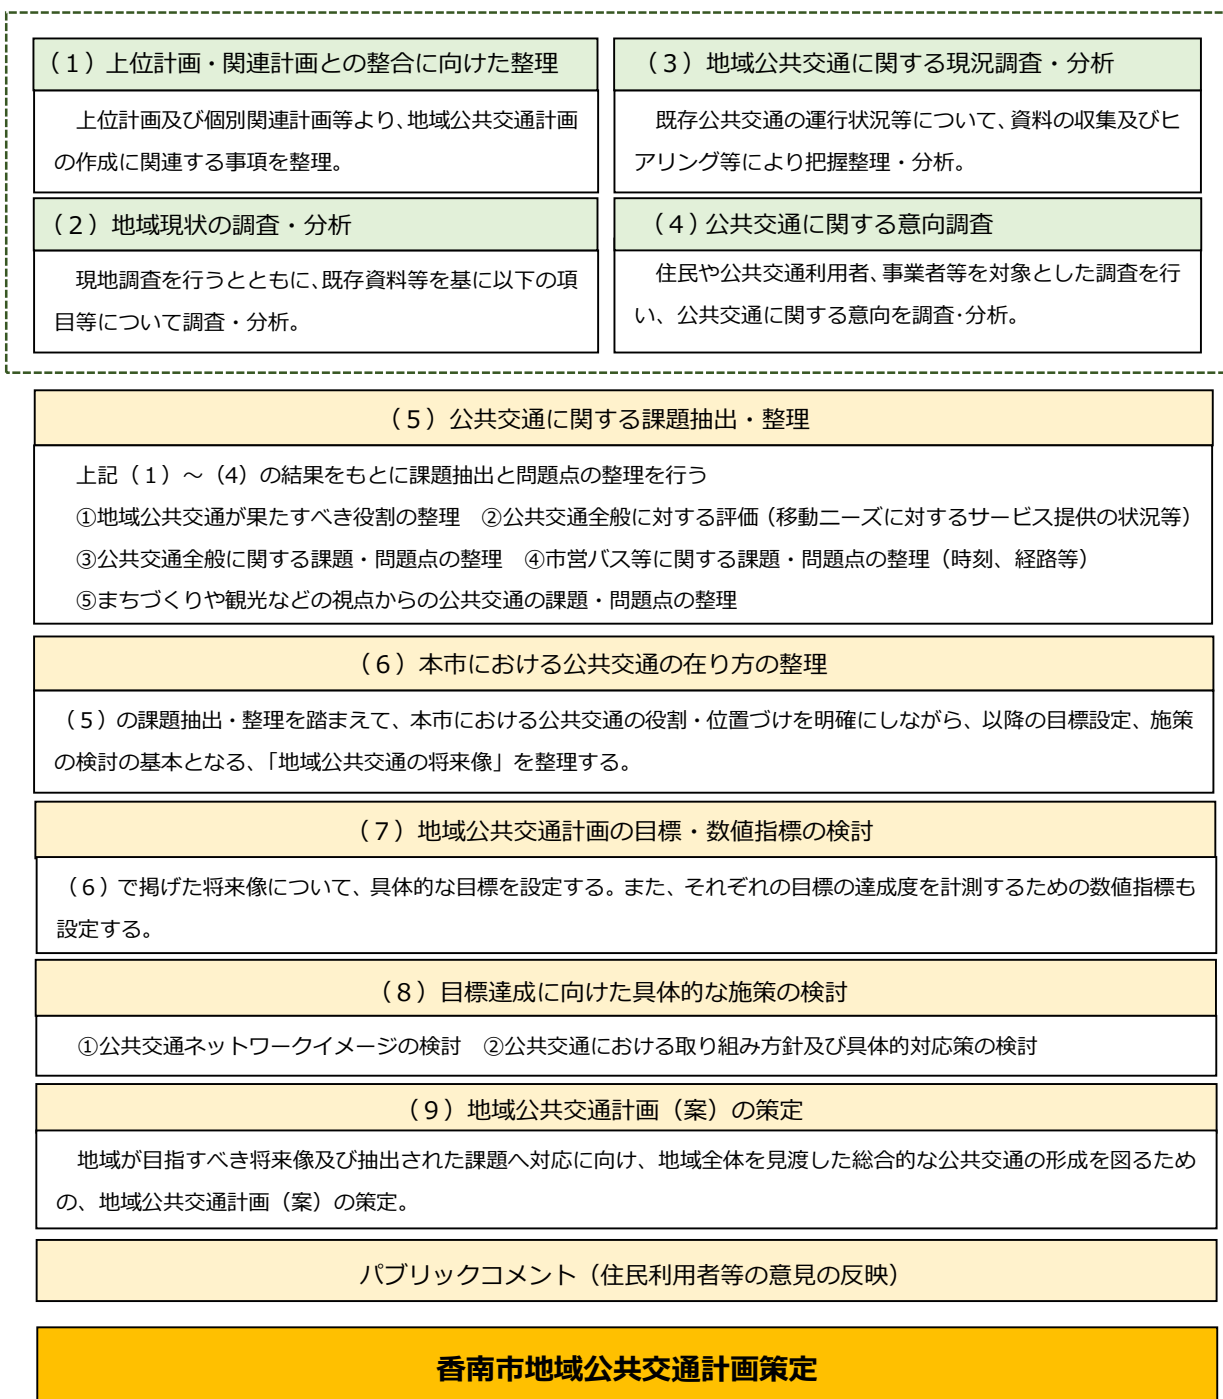 （１）上位計画・関連計画との整合に向けた整理
上位計画及び個別関連計画等より、地域公共交通計画
の作成に関連する事項を整理。
（２）地域現状の調査・分析
現地調査を行うとともに、既存資料等を基に以下の項
目等について調査・分析。
（３）地域公共交通に関する現況調査・分析
既存公共交通の運行状況等について、資料の収集及びヒ
アリング等により把握整理・分析。
（４）公共交通に関する意向調査
住民や公共交通利用者、事業者等を対象とした調査を行
い、公共交通に関する意向を調査･分析。
（５）公共交通に関する課題抽出・整理
上記（１）～（4）の結果をもとに課題抽出と問題点の整理を行う
①地域公共交通が果たすべき役割の整理　②公共交通全般に対する評価（移動ニーズに対するサービス提供の状況等）
③公共交通全般に関する課題・問題点の整理　④市営バス等に関する課題・問題点の整理（時刻、経路等）
⑤まちづくりや観光などの視点からの公共交通の課題・問題点の整理
（６）本市における公共交通の在り方の整理
（５）の課題抽出・整理を踏まえて、本市における公共交通の役割・位置づけを明確にしながら、以降の目標設定、施策
の検討の基本となる、「地域公共交通の将来像」を整理する。
（７）地域公共交通計画の目標・数値指標の検討
（６）で掲げた将来像について、具体的な目標を設定する。また、それぞれの目標の達成度を計測するための数値指標も
設定する。
（８）目標達成に向けた具体的な施策の検討
①公共交通ネットワークイメージの検討　②公共交通における取り組み方針及び具体的対応策の検討
（９）地域公共交通計画（案）の策定
地域が目指すべき将来像及び抽出された課題へ対応に向け、地域全体を見渡した総合的な公共交通の形成を図るため
の、地域公共交通計画（案）の策定。
パブリックコメント（住民利用者等の意見の反映）
香南市地域公共交通計画策定